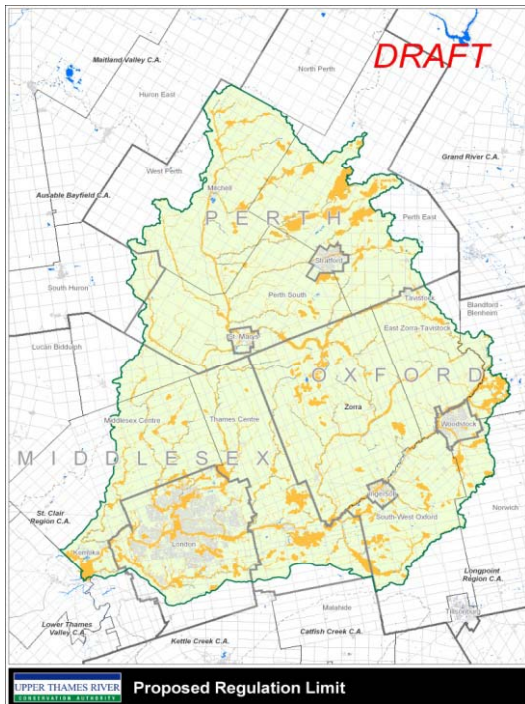 DRAFT
Maitland Valley C.A.
North Perth
Huron East
Grand River C.A.
West Perth
Mitchell
Ausable Bayfield C.A.
PERTH
Perth East
Stratford
South Huron
Perth South
Tavistock
Blandford -
Blenheim
East Zorra-Tavistock
St. Marys
Lucan Biddulph
OXFORD
Zorra
Middlesex Centre
Thames Centre
Woodstock
MIDDLESEX
Ingersoll
St. Clair
Region C.A.
South-West Oxford
Norwich
London
Komoka
Longpoint
Region C.A.
Malahide
Tillsonburg
Lower Thames
Valley C.A.
Kettle Creek C.A.
Catfish Creek C.A.
UPPER THAMES RIVER
CONSERVATION AUTHORITY
Proposed Regulation Limit